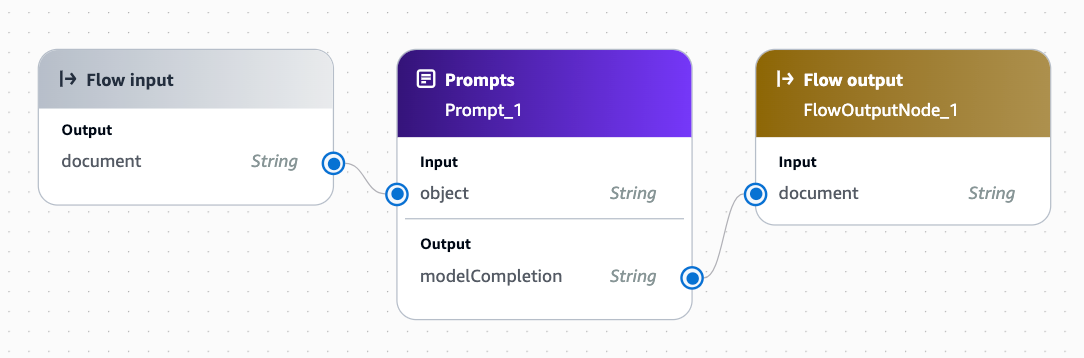 Flow input
Output
document String
Prompts
Prompt_1
Input
object String
Output
modelCompletion String
Flow output
FlowOutputNode_1
Input
document String